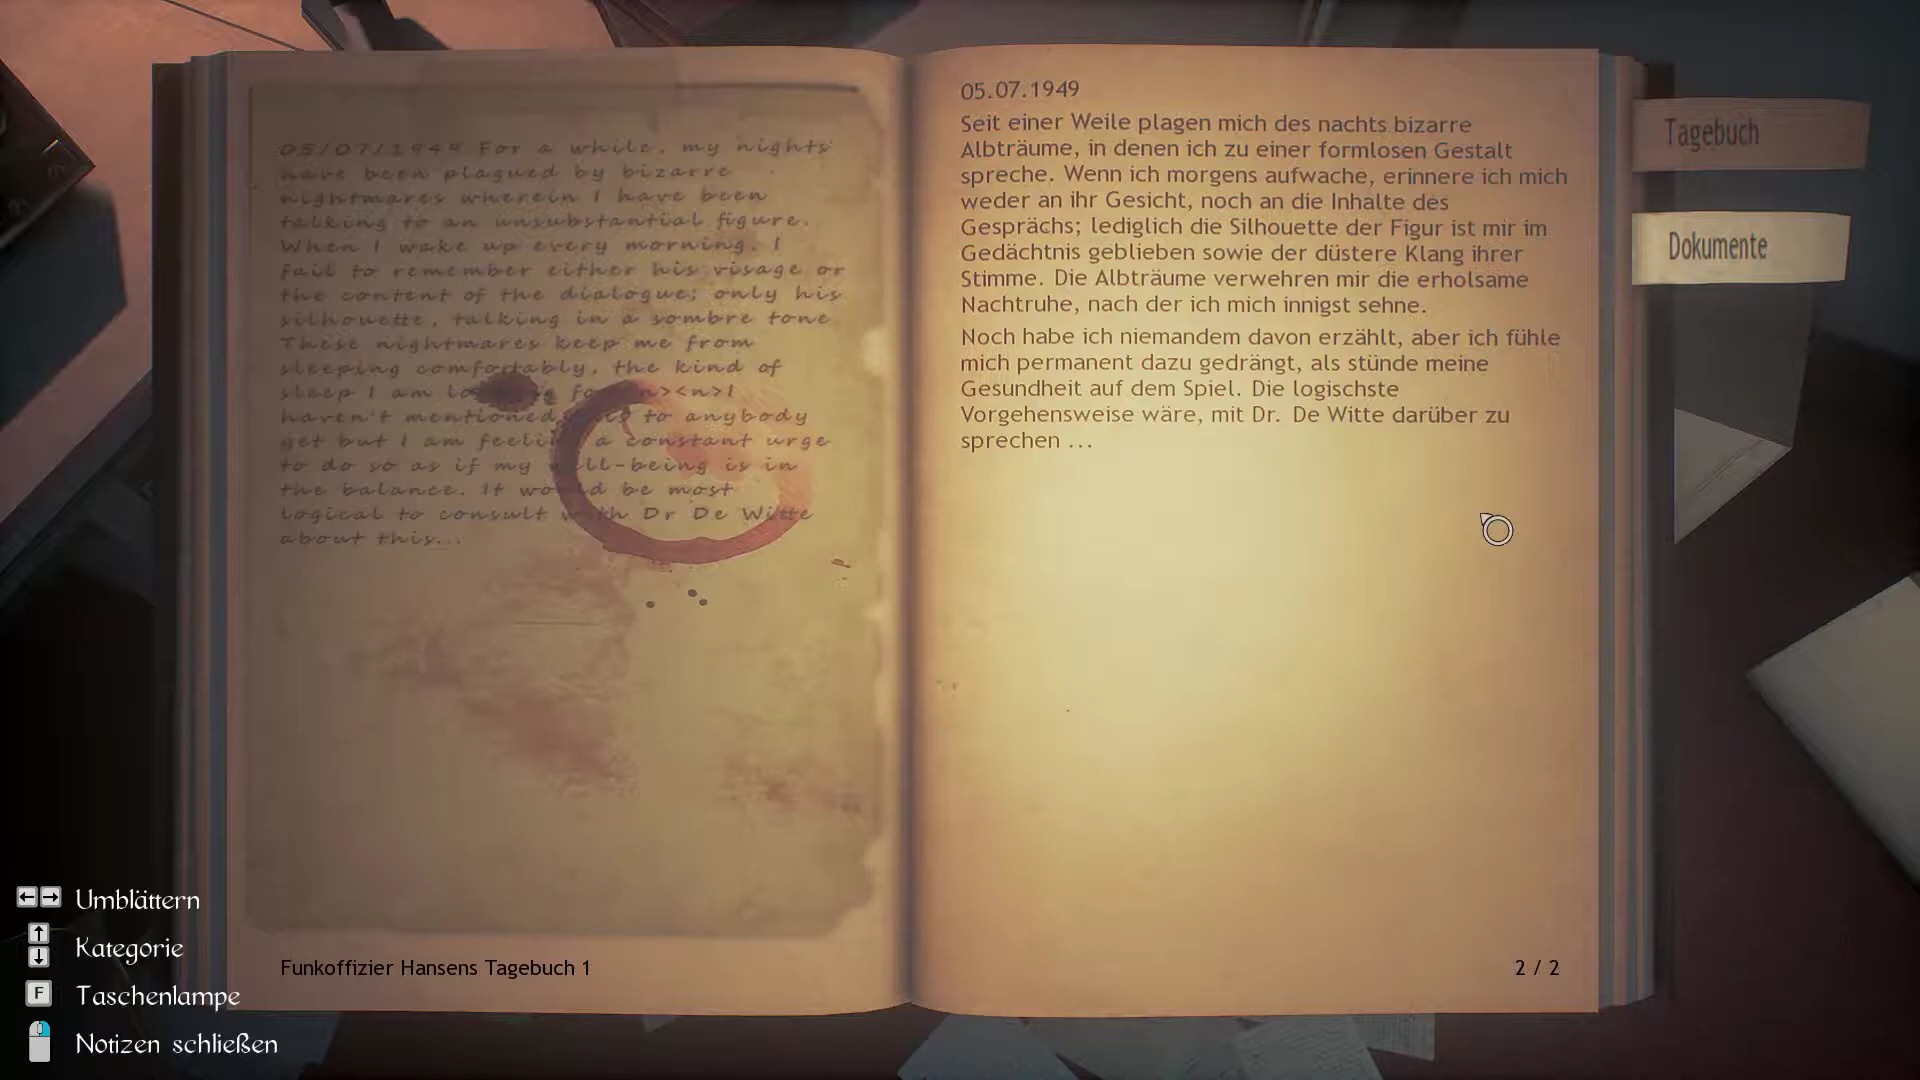 05/07/1949 For a while, my nights
have been plagued by bizarre
nightmares wherein I have been
talking to an unsubstantial figure.
When I wake up every morning, I
fail to remember either his visage or
the content of the dialogue; only his
silhouette, talking in a sombre tone
These nightmares keep me from
sleeping comfortably, the kind of
sleep I am fo n><n>I
haven't mentioned to anybody
yet but I am a constant urge
to do so as if my is in
the balance. It would be most
logical to consult with Dr De Witte
about this...
Funkoffizier Hansens Tagebuch 1
05.07.1949
Seit einer Weile plagen mich des nachts bizarre
Albträume, in denen ich zu einer formlosen Gestalt
spreche. Wenn ich morgens aufwache, erinnere ich mich
weder an ihr Gesicht, noch an die Inhalte des
Gesprächs; lediglich die Silhouette der Figur ist mir im
Gedächtnis geblieben sowie der düstere Klang ihrer
Stimme. Die Albträume verwehren mir die erholsame
Nachtruhe, nach der ich mich innigst sehne.
Noch habe ich niemandem davon erzählt, aber ich fühle
mich permanent dazu gedrängt, als stünde meine
Gesundheit auf dem Spiel. Die logischste
Vorgehensweise wäre, mit Dr. De Witte darüber zu
sprechen ...
2 / 2
Tagebuch
Dokumente
Umblättern
Kategorie
F Taschenlampe
Notizen schließen